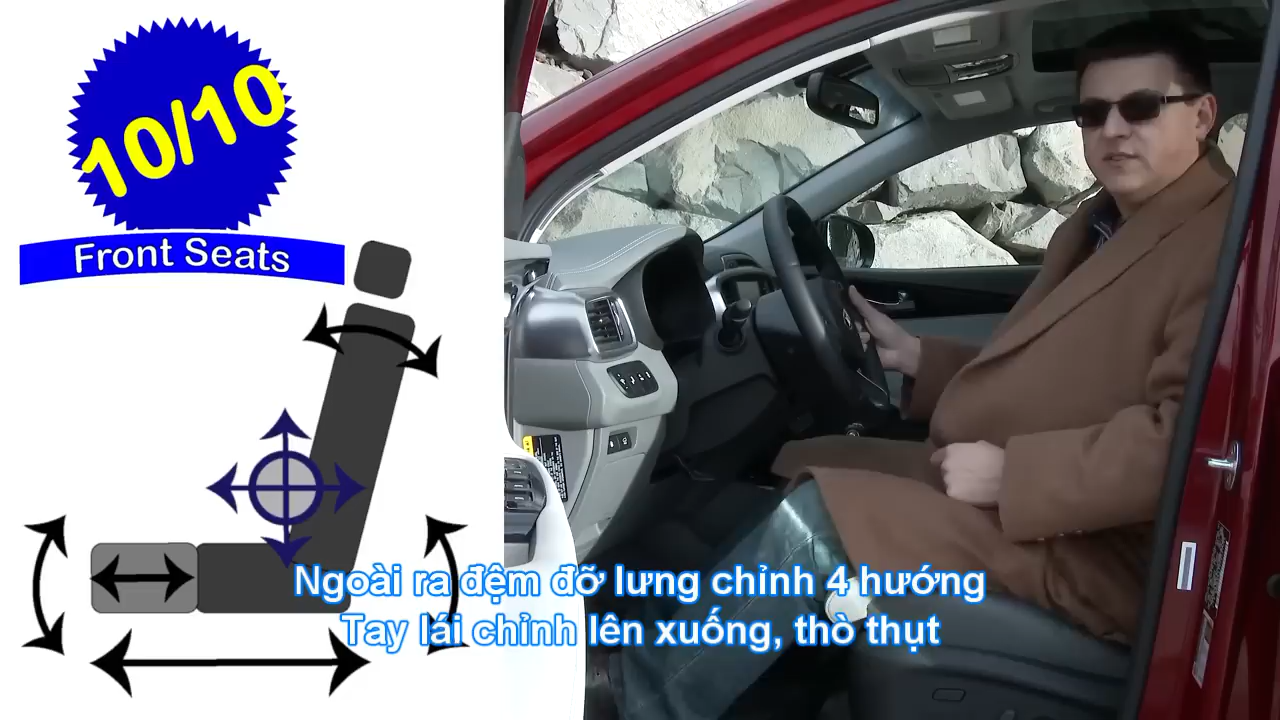 10/10
Front Seats
Ngoài ra đệm đỡ lưng chỉnh 4 hướng
Tay lái chỉnh lên xuống, thò thụt